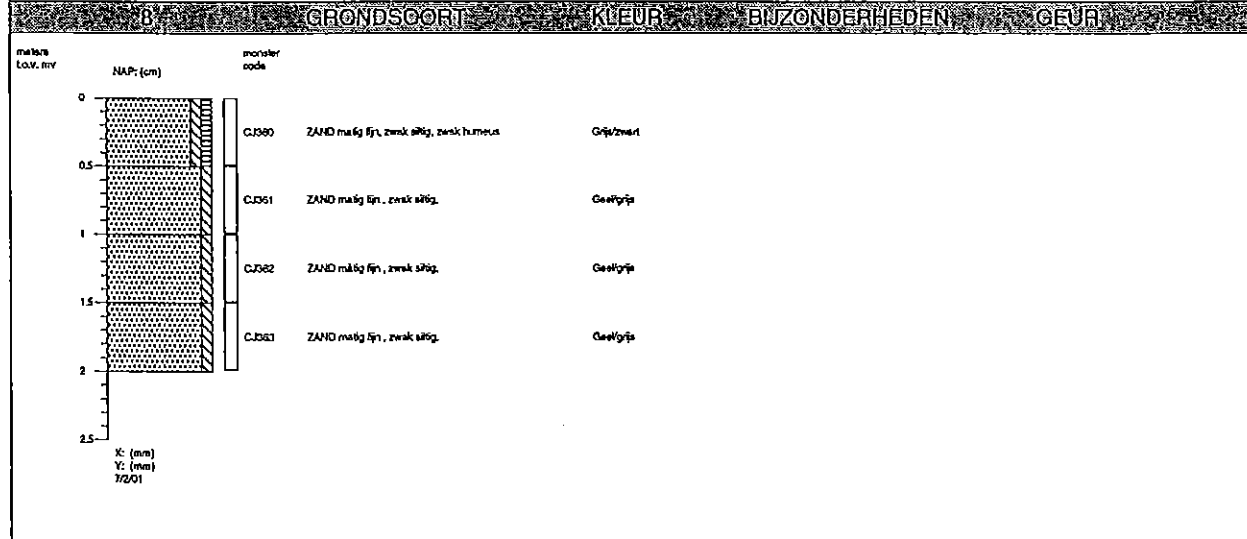 8 GRONDSOORT KLEUR BIJZONDERHEDEN GEUR
meters t.o.v. mv
NAP: (cm)
monster code
0
CJ360 ZAND matig fijn, zwak siltig, zwak humeus Grijs/zwart
0.5
CJ361 ZAND matig fijn , zwak siltig, Geel/grijs
1
CJ362 ZAND matig fijn , zwak siltig, Geel/grijs
1.5
CJ363 ZAND matig fijn , zwak siltig, Geel/grijs
2
2.5
X: (mm)
Y: (mm)
7/2/01